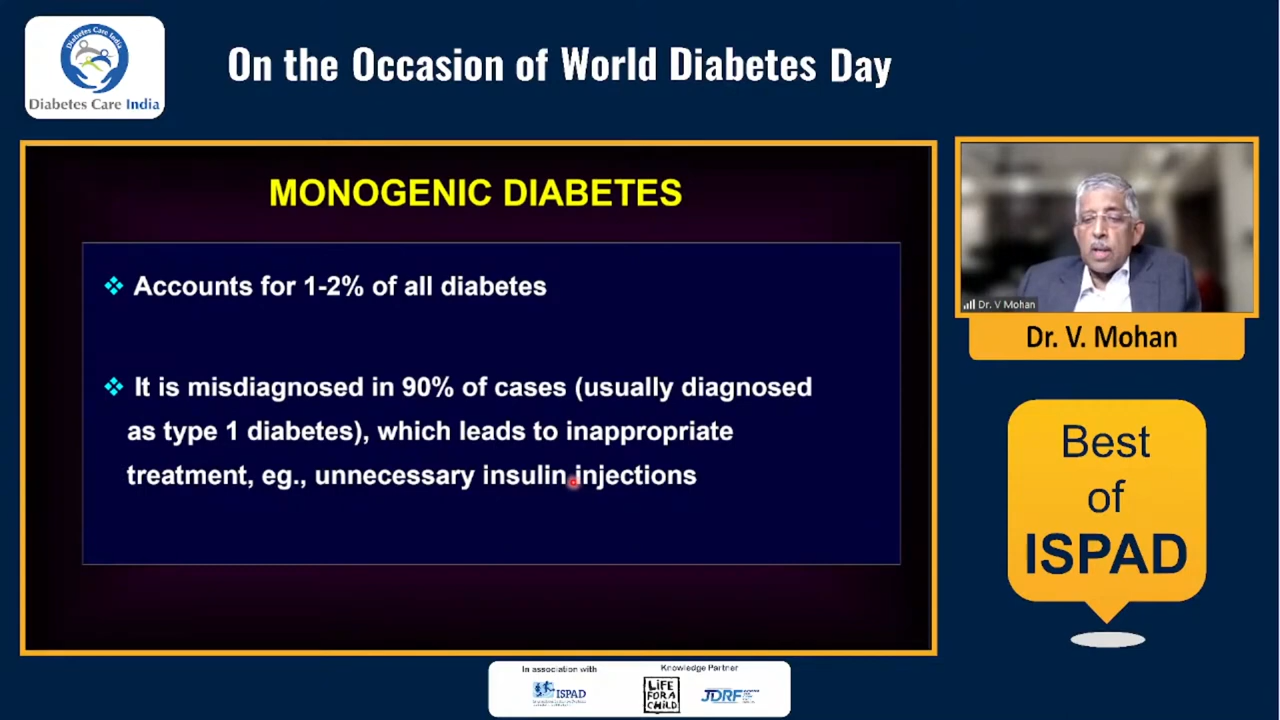 Diabetes Care India
Diabetes Care India
On the Occasion of World Diabetes Day
MONOGENIC DIABETES
❖ Accounts for 1-2% of all diabetes
❖ It is misdiagnosed in 90% of cases (usually diagnosed
as type 1 diabetes), which leads to inappropriate
treatment, eg., unnecessary insulin injections
Dr. V Mohan
Dr. V. Mohan
Best
of
ISPAD
In association with
ISPAD
Knowledge Partner
LiFE
FOR A
CHiLD
JDRF